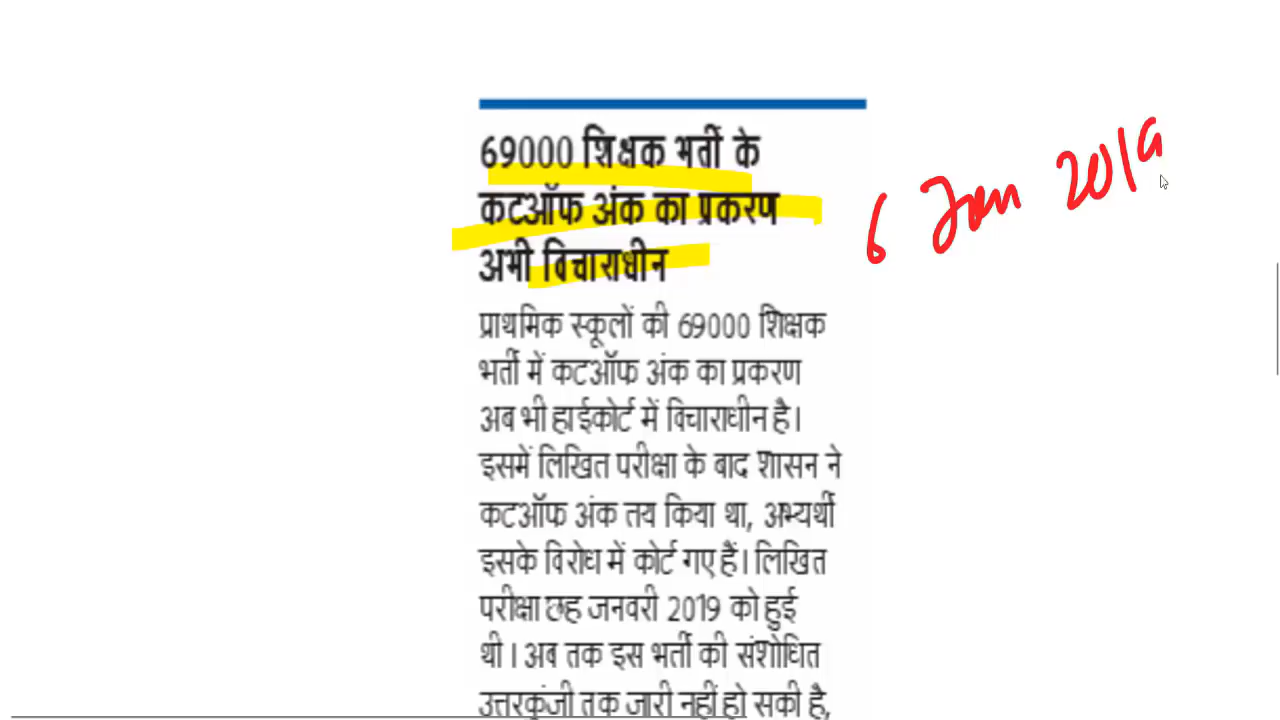 69000 शिक्षक भर्ती के
कटऑफ अंक का प्रकरण
अभी विचाराधीन
6 Jan 2019
प्राथमिक स्कूलों की 69000 शिक्षक
भर्ती में कटऑफ अंक का प्रकरण
अब भी हाईकोर्ट में विचाराधीन है।
इसमें लिखित परीक्षा के बाद शासन ने
कटऑफ अंक तय किया था, अभ्यर्थी
इसके विरोध में कोर्ट गए हैं। लिखित
परीक्षा छह जनवरी 2019 को हुई
थी। अब तक इस भर्ती की संशोधित
उत्तरकुंजी तक जारी नहीं हो सकी है,